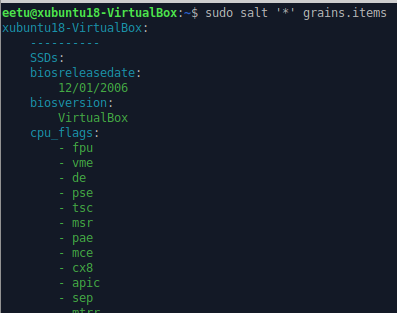 eetu@xubuntu18-VirtualBox:~$ sudo salt '*' grains.items
xubuntu18-VirtualBox:
----------
SSDs:
biosreleasedate:
12/01/2006
biosversion:
VirtualBox
cpu_flags:
- fpu
- vme
- de
- pse
- tsc
- msr
- pae
- mce
- cx8
- apic
- sep
- mtrr